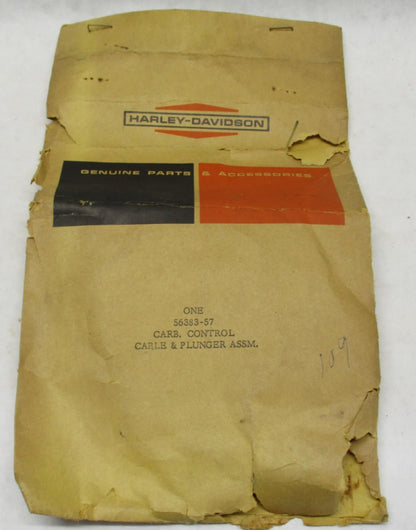 HARLEY-DAVIDSON
GENUINE PARTS & ACCESSORIES
ONE
56383-57
CARB. CONTROL
CABLE & PLUNGER ASSM.
109